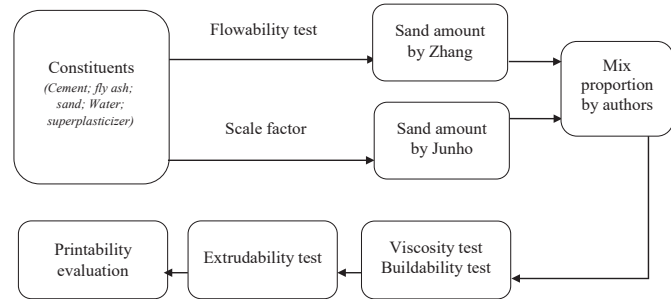 Flowability test
Sand amount
by Zhang
Constituents
(Cement; fly ash;
sand; Water;
superplasticizer)
Mix
proportion
by authors
Scale factor
Sand amount
by Junho
Printability
evaluation
Extrudability test
Viscosity test
Buildability test